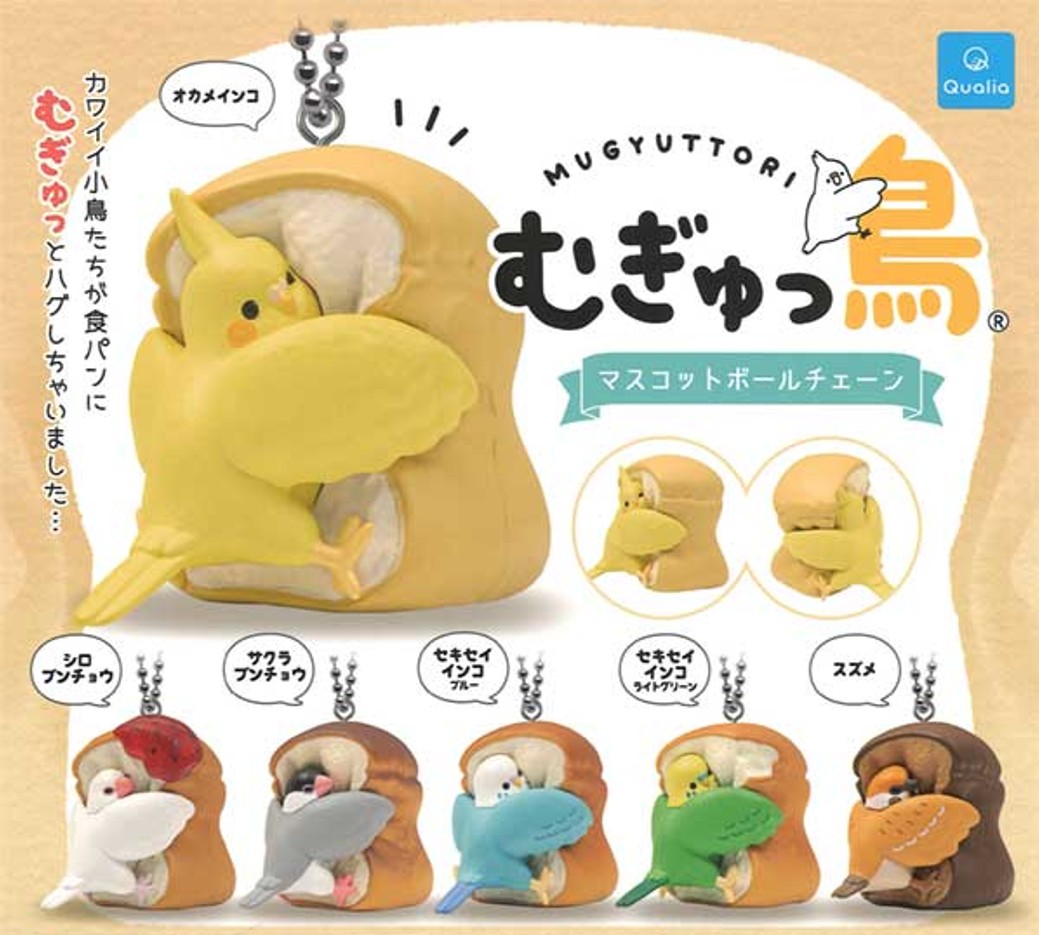 カワイイ小鳥たちが食パンに
むぎゅっとハグしちゃいました…
オカメインコ
Qualia
MUGYUTTORI
むぎゅっ鳥®
マスコットボールチェーン
シロ
ブンチョウ
サクラ
ブンチョウ
セキセイ
インコ
ブルー
セキセイ
インコ
ライトグリーン
スズメ